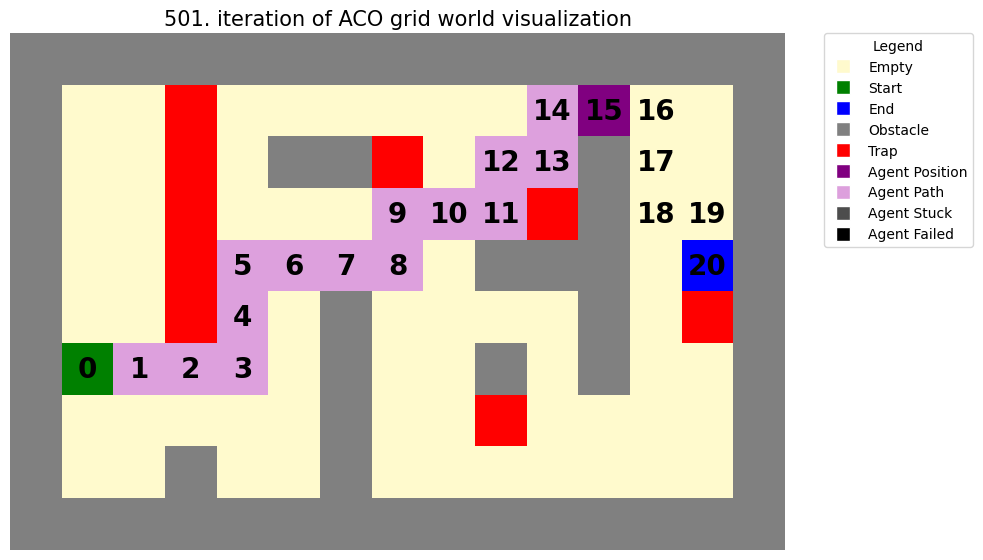 501. iteration of ACO grid world visualization
14 15 16
12 13 17
9 10 11 18 19
5 6 7 8 20
4
0 1 2 3
Legend
Empty
Start
End
Obstacle
Trap
Agent Position
Agent Path
Agent Stuck
Agent Failed